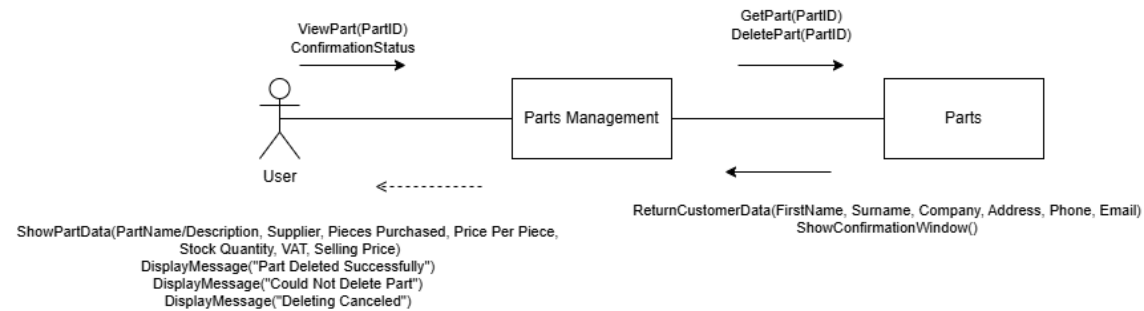 ViewPart(PartID)
ConfirmationStatus
GetPart(PartID)
DeletePart(PartID)
User
Parts Management
Parts
ShowPartData(PartName/Description, Supplier, Pieces Purchased, Price Per Piece,
Stock Quantity, VAT, Selling Price)
DisplayMessage("Part Deleted Successfully")
DisplayMessage("Could Not Delete Part")
DisplayMessage("Deleting Canceled")
ReturnCustomerData(FirstName, Surname, Company, Address, Phone, Email)
ShowConfirmationWindow()